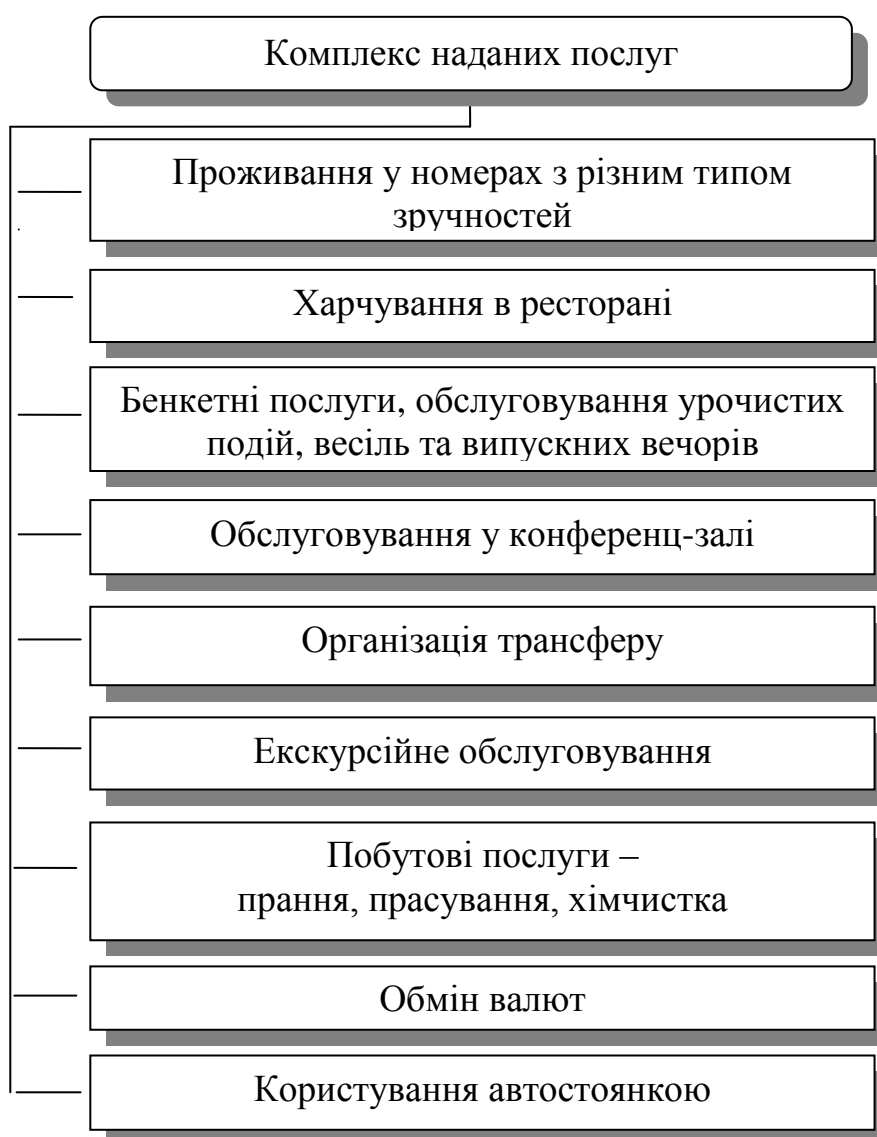 Комплекс наданих послуг
Проживання у номерах з різним типом
зручностей
Харчування в ресторані
Бенкетні послуги, обслуговування урочистих
подій, весіль та випускних вечорів
Обслуговування у конференц-залі
Організація трансферу
Екскурсійне обслуговування
Побутові послуги –
прання, прасування, хімчистка
Обмін валют
Користування автостоянкою